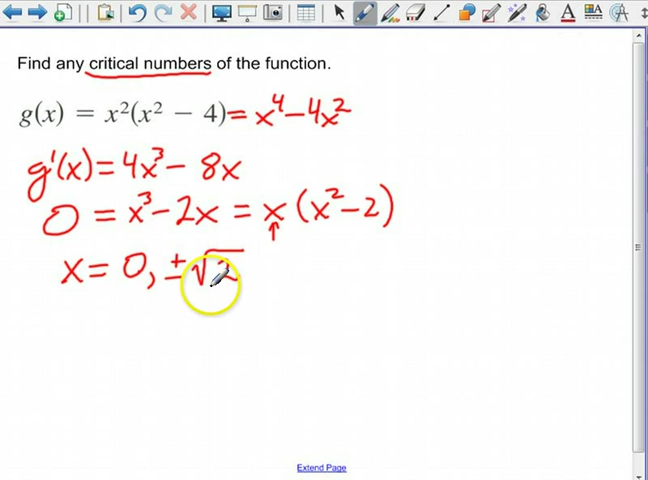 Find any critical numbers of the function.
g(x) = x²(x² − 4) = x⁴ − 4x²
g'(x) = 4x³ − 8x
0 = x³ − 2x = x (x² − 2)
x = 0, ±√2
Extend Page